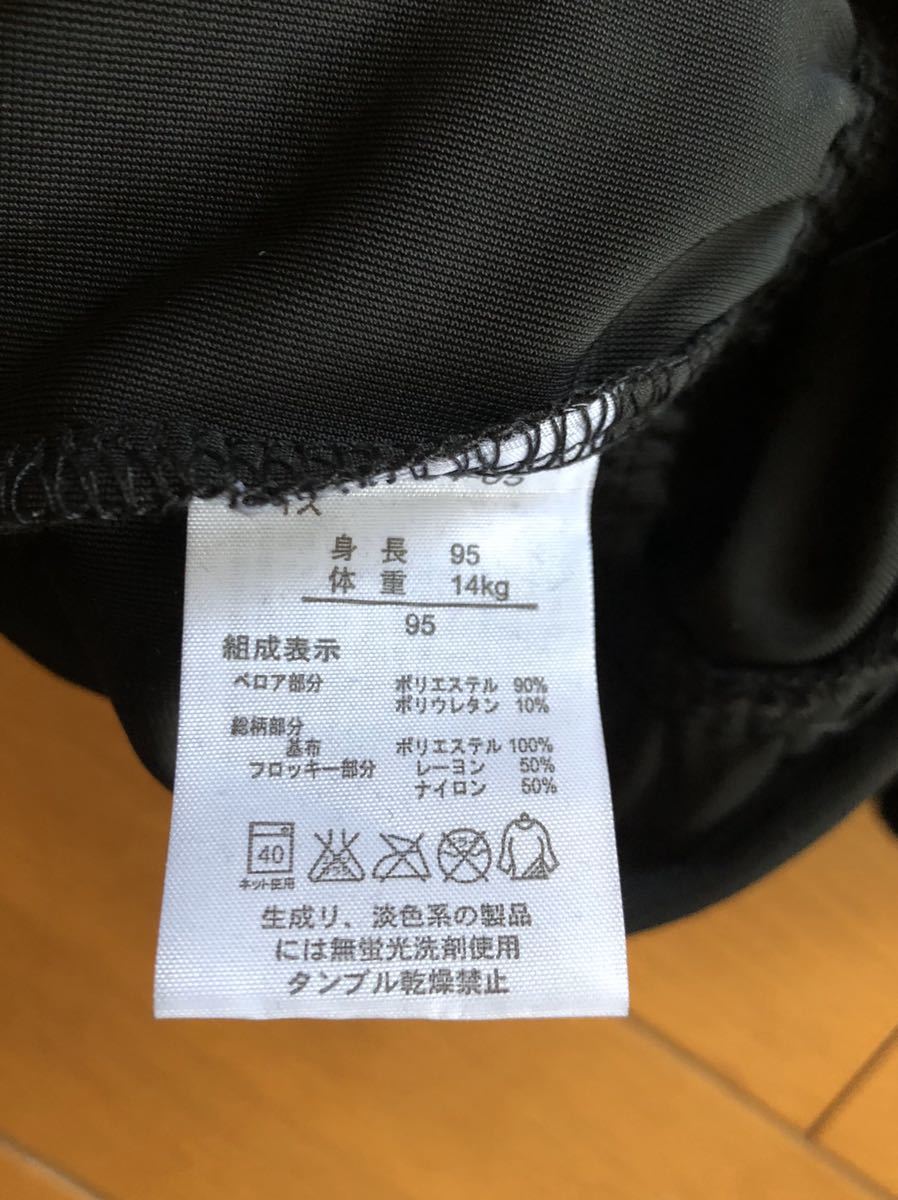 イズ
身長 95
体重 14kg
95
組成表示
ベロア部分 ポリエステル 90%
ポリウレタン 10%
総柄部分
基布 ポリエステル 100%
フロッキー部分 レーヨン 50%
ナイロン 50%
40
ネット使用
生成リ、淡色系の製品
には無蛍光洗剤使用
タンブル乾燥禁止